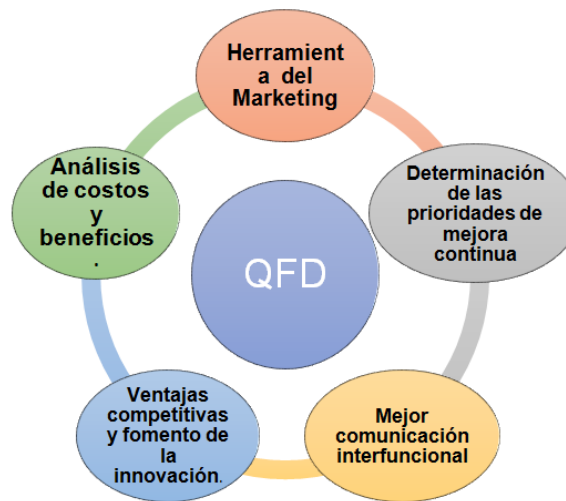 Herramient
a del
Marketing
Determinación
de las
prioridades de
mejora
continua
Mejor
comunicación
interfuncional
Ventajas
competitivas
y fomento de
la
innovación.
Análisis
de costos
y
beneficios
.
QFD